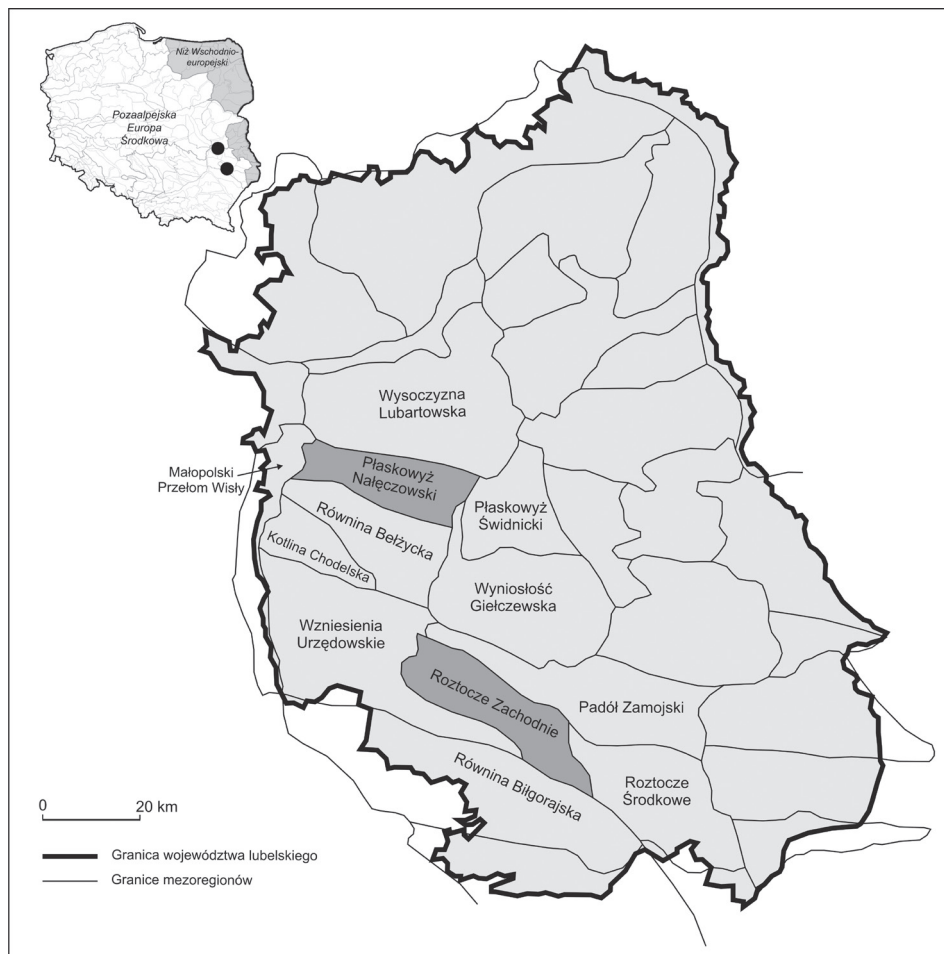 Niż Wschodnio-
europejski
Pozaalpejska
Europa
Środkowa
Wysoczyzna
Lubartowska
Małopolski
Przełom Wisły
Płaskowyż
Nałęczowski
Płaskowyż
Świdnicki
Równina Bełżycka
Kotlina Chodelska
Wyniosłość
Giełczewska
Wzniesienia
Urzędowskie
Roztocze Zachodnie
Padół Zamojski
Równina Biłgorajska
Roztocze
Środkowe
0 20 km
Granica województwa lubelskiego
Granice mezoregionów